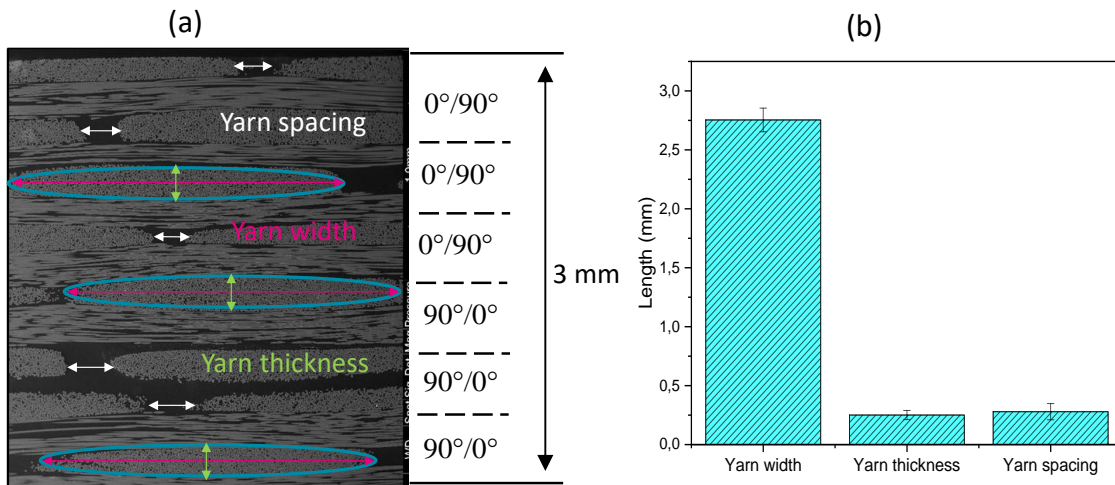 (a)
Yarn spacing
Yarn width
Yarn thickness
0°/90°
0°/90°
0°/90°
90°/0°
90°/0°
90°/0°
3 mm
(b)
Length (mm)
3,0
2,5
2,0
1,5
1,0
0,5
0,0
Yarn width
Yarn thickness
Yarn spacing